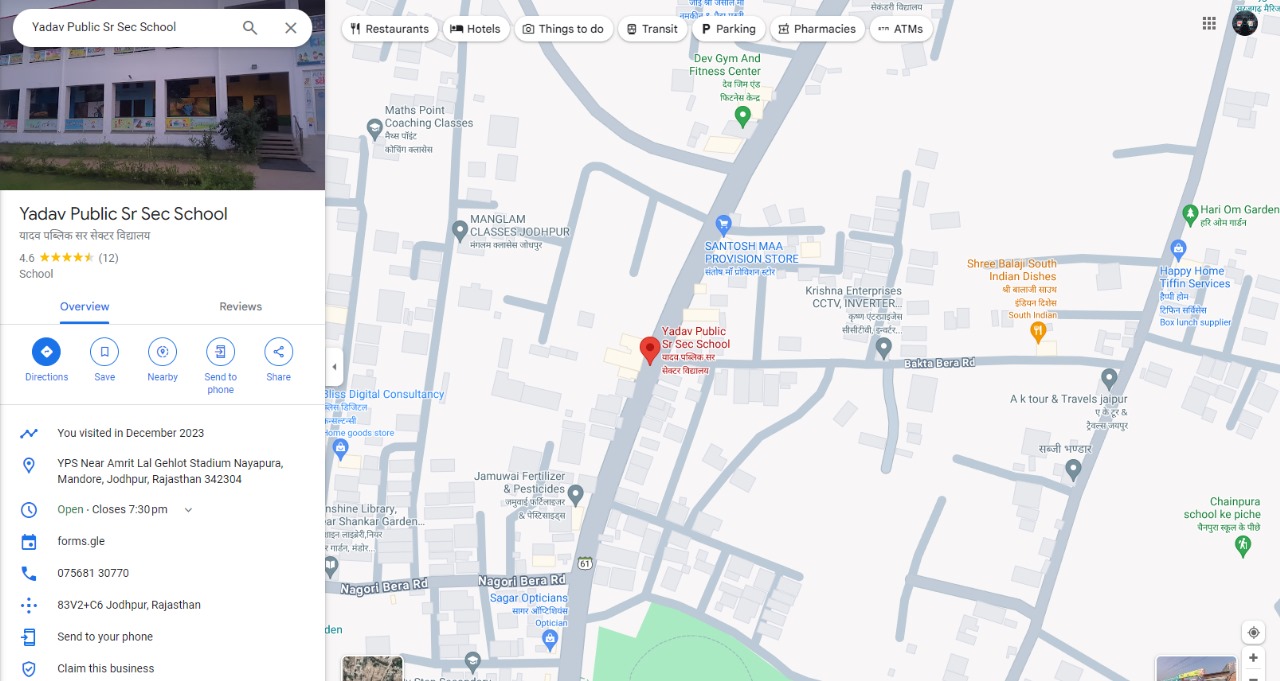 Yadav Public Sr Sec School
Restaurants
Hotels
Things to do
Transit
Parking
Pharmacies
ATMs
Yadav Public Sr Sec School
यादव पब्लिक सर सेक्टर विद्यालय
4.6
(12)
School
Overview
Reviews
Directions
Save
Nearby
Send to
phone
Share
You visited in December 2023
YPS Near Amrit Lal Gehlot Stadium Nayapura,
Mandore, Jodhpur, Rajasthan 342304
Open · Closes 7:30 pm
forms.gle
075681 30770
83V2+C6 Jodhpur, Rajasthan
Send to your phone
Claim this business
सेकंडरी विद्यालय
Dev Gym And
Fitness Center
देव जिम एंड
फिटनेस केन्द्र
Maths Point
Coaching Classes
मैथ्स पॉइंट
कोचिंग क्लासेस
MANGLAM
CLASSES,JODHPUR
मंगलम क्लासेस जोधपुर
SANTOSH MAA
PROVISION STORE
संतोष माँ प्रोविशन स्टोर
Hari Om Garden
हरि ओम गार्डन
Shree Balaji South
Indian Dishes
श्री बालाजी साउथ
इंडियन दिशेस
South Indian
Happy Home
Tiffin Services
हैप्पी होम
टिफिन सर्विसेस
Box lunch supplier
Krishna Enterprises
CCTV, INVERTER...
कृष्ण एंटरप्राइजेस
सीसीटीवी, इन्वर्टर...
Yadav Public
Sr Sec School
यादव पब्लिक सर
सेक्टर विद्यालय
Bakta Bera Rd
Bliss Digital Consultancy
ब्लिस डिजिटल
कन्सल्टन्सी
Home goods store
A k tour & Travels jaipur
ए के टूर &
ट्रैवल्स जयपुर
सब्जी भण्डार
Jamuwai Fertilizer
& Pesticides
जमुवाई फर्टिलाइजर
& पेस्टिसाइड्स
nshine Library,
ear Shankar Garden...
शाइन लाइब्रेरी,नियर
र गार्डन, मंडोर...
Chainpura
school ke piche
चैनपुरा स्कूल के पीछे
61
Nagori Bera Rd
Nagori Bera Rd
Sagar Opticians
सागर ऑप्टिशियंस
Optician
den